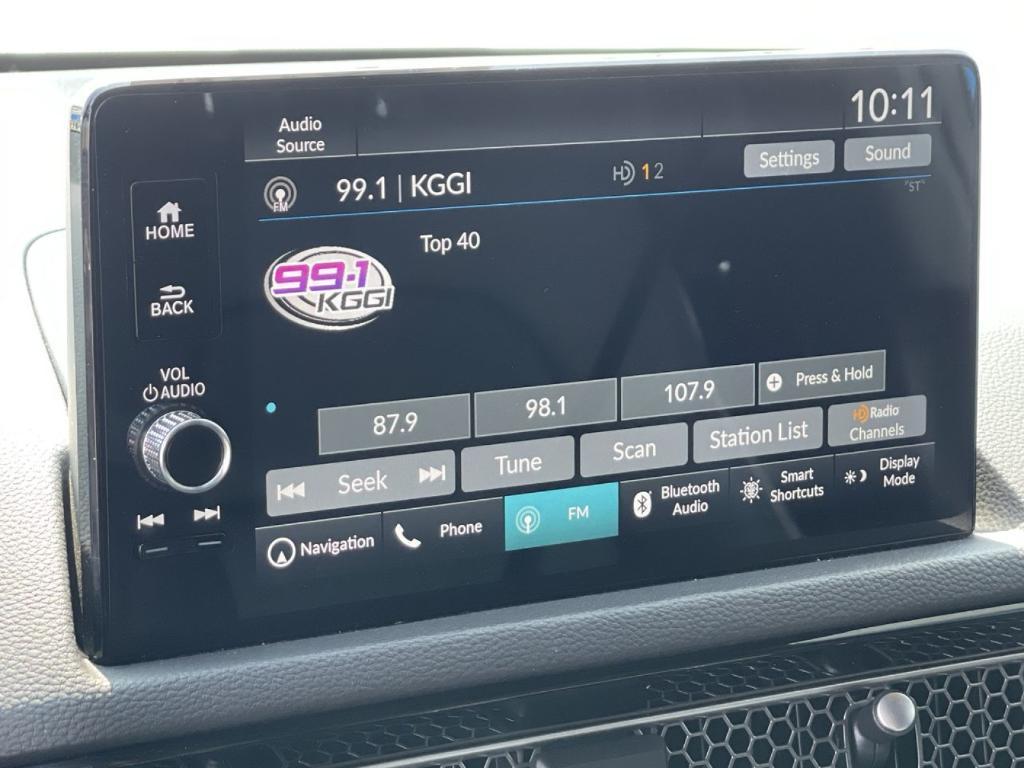 10:11
Audio
Source
FM
99.1 | KGGI
HD 1 2
Settings
Sound
"ST"
HOME
Top 40
99.1
KGGI
BACK
VOL
AUDIO
87.9
98.1
107.9
Press & Hold
Seek
Tune
Scan
Station List
HD Radio
Channels
Navigation
Phone
FM
Bluetooth
Audio
Smart
Shortcuts
Display
Mode